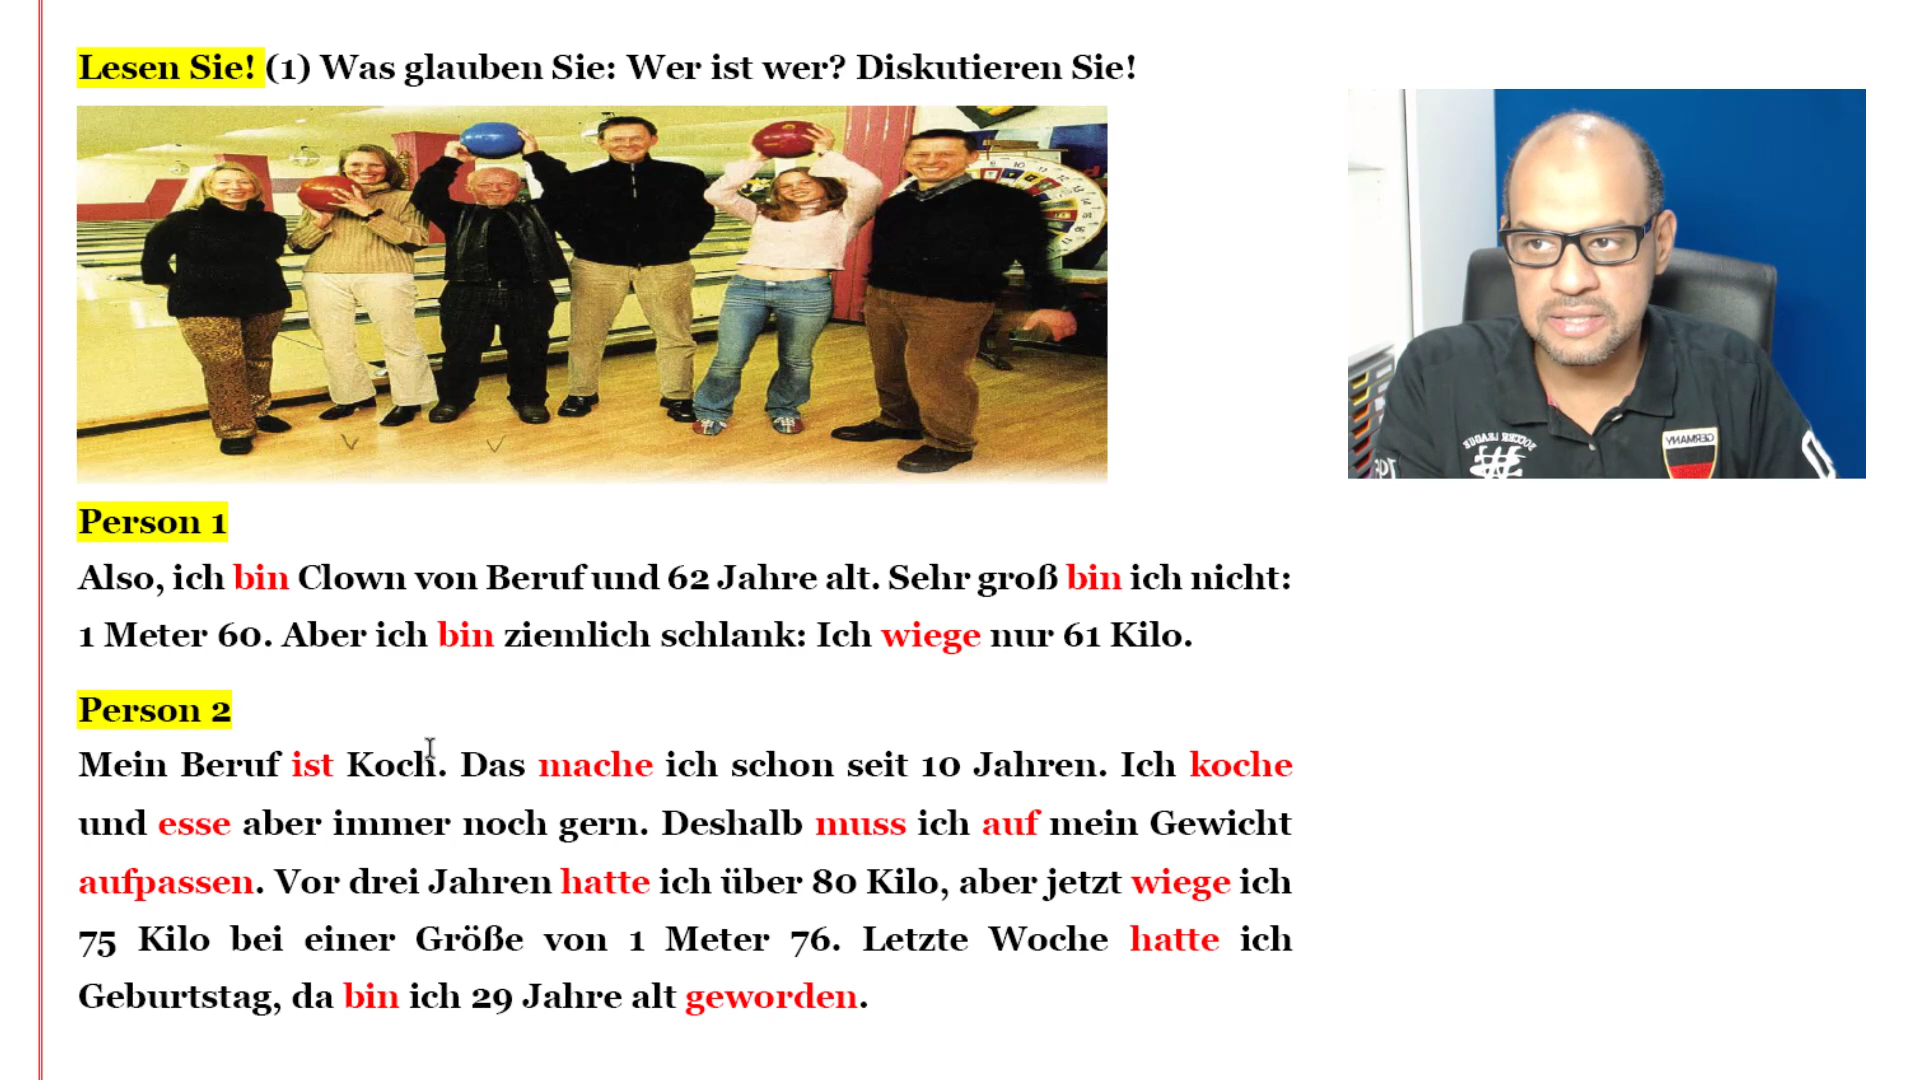 Lesen Sie! (1) Was glauben Sie: Wer ist wer? Diskutieren Sie!
GERMANY
Person 1
Also, ich bin Clown von Beruf und 62 Jahre alt. Sehr groß bin ich nicht:
1 Meter 60. Aber ich bin ziemlich schlank: Ich wiege nur 61 Kilo.
Person 2
Mein Beruf ist Koch. Das mache ich schon seit 10 Jahren. Ich koche
und esse aber immer noch gern. Deshalb muss ich auf mein Gewicht
aufpassen. Vor drei Jahren hatte ich über 80 Kilo, aber jetzt wiege ich
75 Kilo bei einer Größe von 1 Meter 76. Letzte Woche hatte ich
Geburtstag, da bin ich 29 Jahre alt geworden.